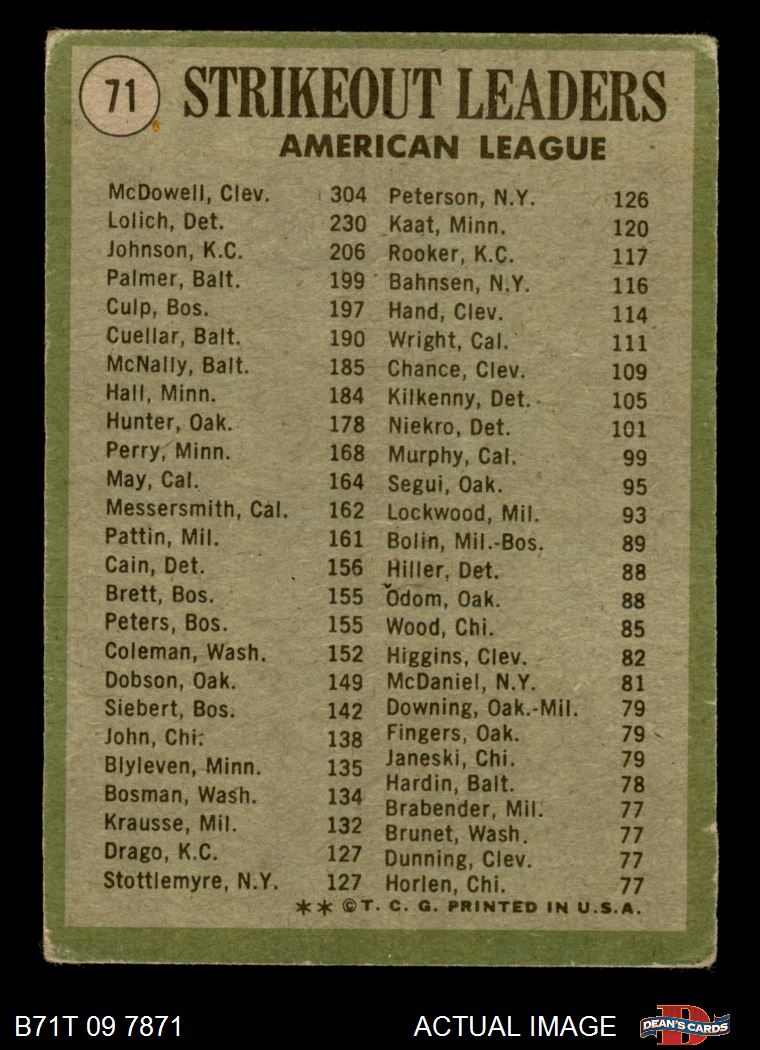 71
STRIKEOUT LEADERS
AMERICAN LEAGUE
McDowell, Clev. 304
Lolich, Det. 230
Johnson, K.C. 206
Palmer, Balt. 199
Culp, Bos. 197
Cuellar, Balt. 190
McNally, Balt. 185
Hall, Minn. 184
Hunter, Oak. 178
Perry, Minn. 168
May, Cal. 164
Messersmith, Cal. 162
Pattin, Mil. 161
Cain, Det. 156
Brett, Bos. 155
Peters, Bos. 155
Coleman, Wash. 152
Dobson, Oak. 149
Siebert, Bos. 142
John, Chi. 138
Blyleven, Minn. 135
Bosman, Wash. 134
Krausse, Mil. 132
Drago, K.C. 127
Stottlemyre, N.Y. 127
Peterson, N.Y. 126
Kaat, Minn. 120
Rooker, K.C. 117
Bahnsen, N.Y. 116
Hand, Clev. 114
Wright, Cal. 111
Chance, Clev. 109
Kilkenny, Det. 105
Niekro, Det. 101
Murphy, Cal. 99
Segui, Oak. 95
Lockwood, Mil. 93
Bolin, Mil.-Bos. 89
Hiller, Det. 88
Odom, Oak. 88
Wood, Chi. 85
Higgins, Clev. 82
McDaniel, N.Y. 81
Downing, Oak.-Mil. 79
Fingers, Oak. 79
Janeski, Chi. 79
Hardin, Balt. 78
Brabender, Mil. 77
Brunet, Wash. 77
Dunning, Clev. 77
Horlen, Chi. 77
** ©T. C. G. PRINTED IN U.S.A.
B71T 09 7871 ACTUAL IMAGE
D
DEAN'S CARDS